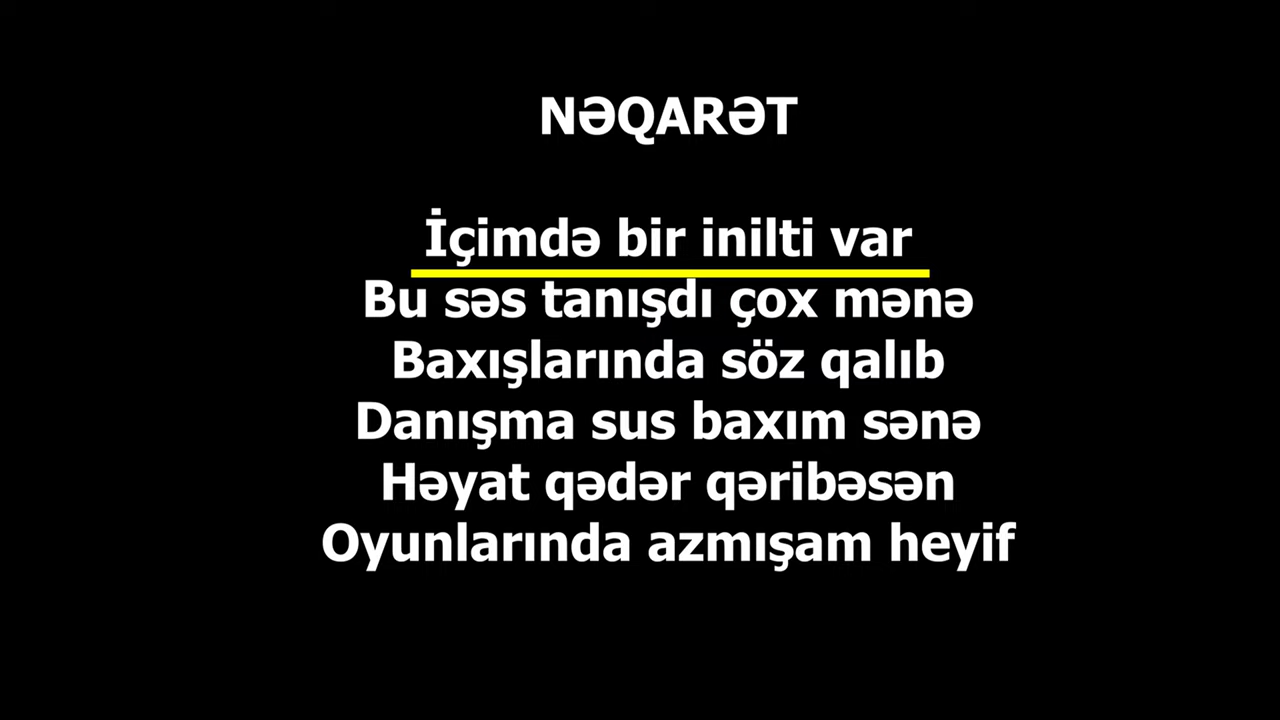 NƏQARƏT
İçimdə bir inilti var
Bu səs tanışdı çox mənə
Baxışlarında söz qalıb
Danışma sus baxım sənə
Həyat qədər qəribəsən
Oyunlarında azmışam heyif